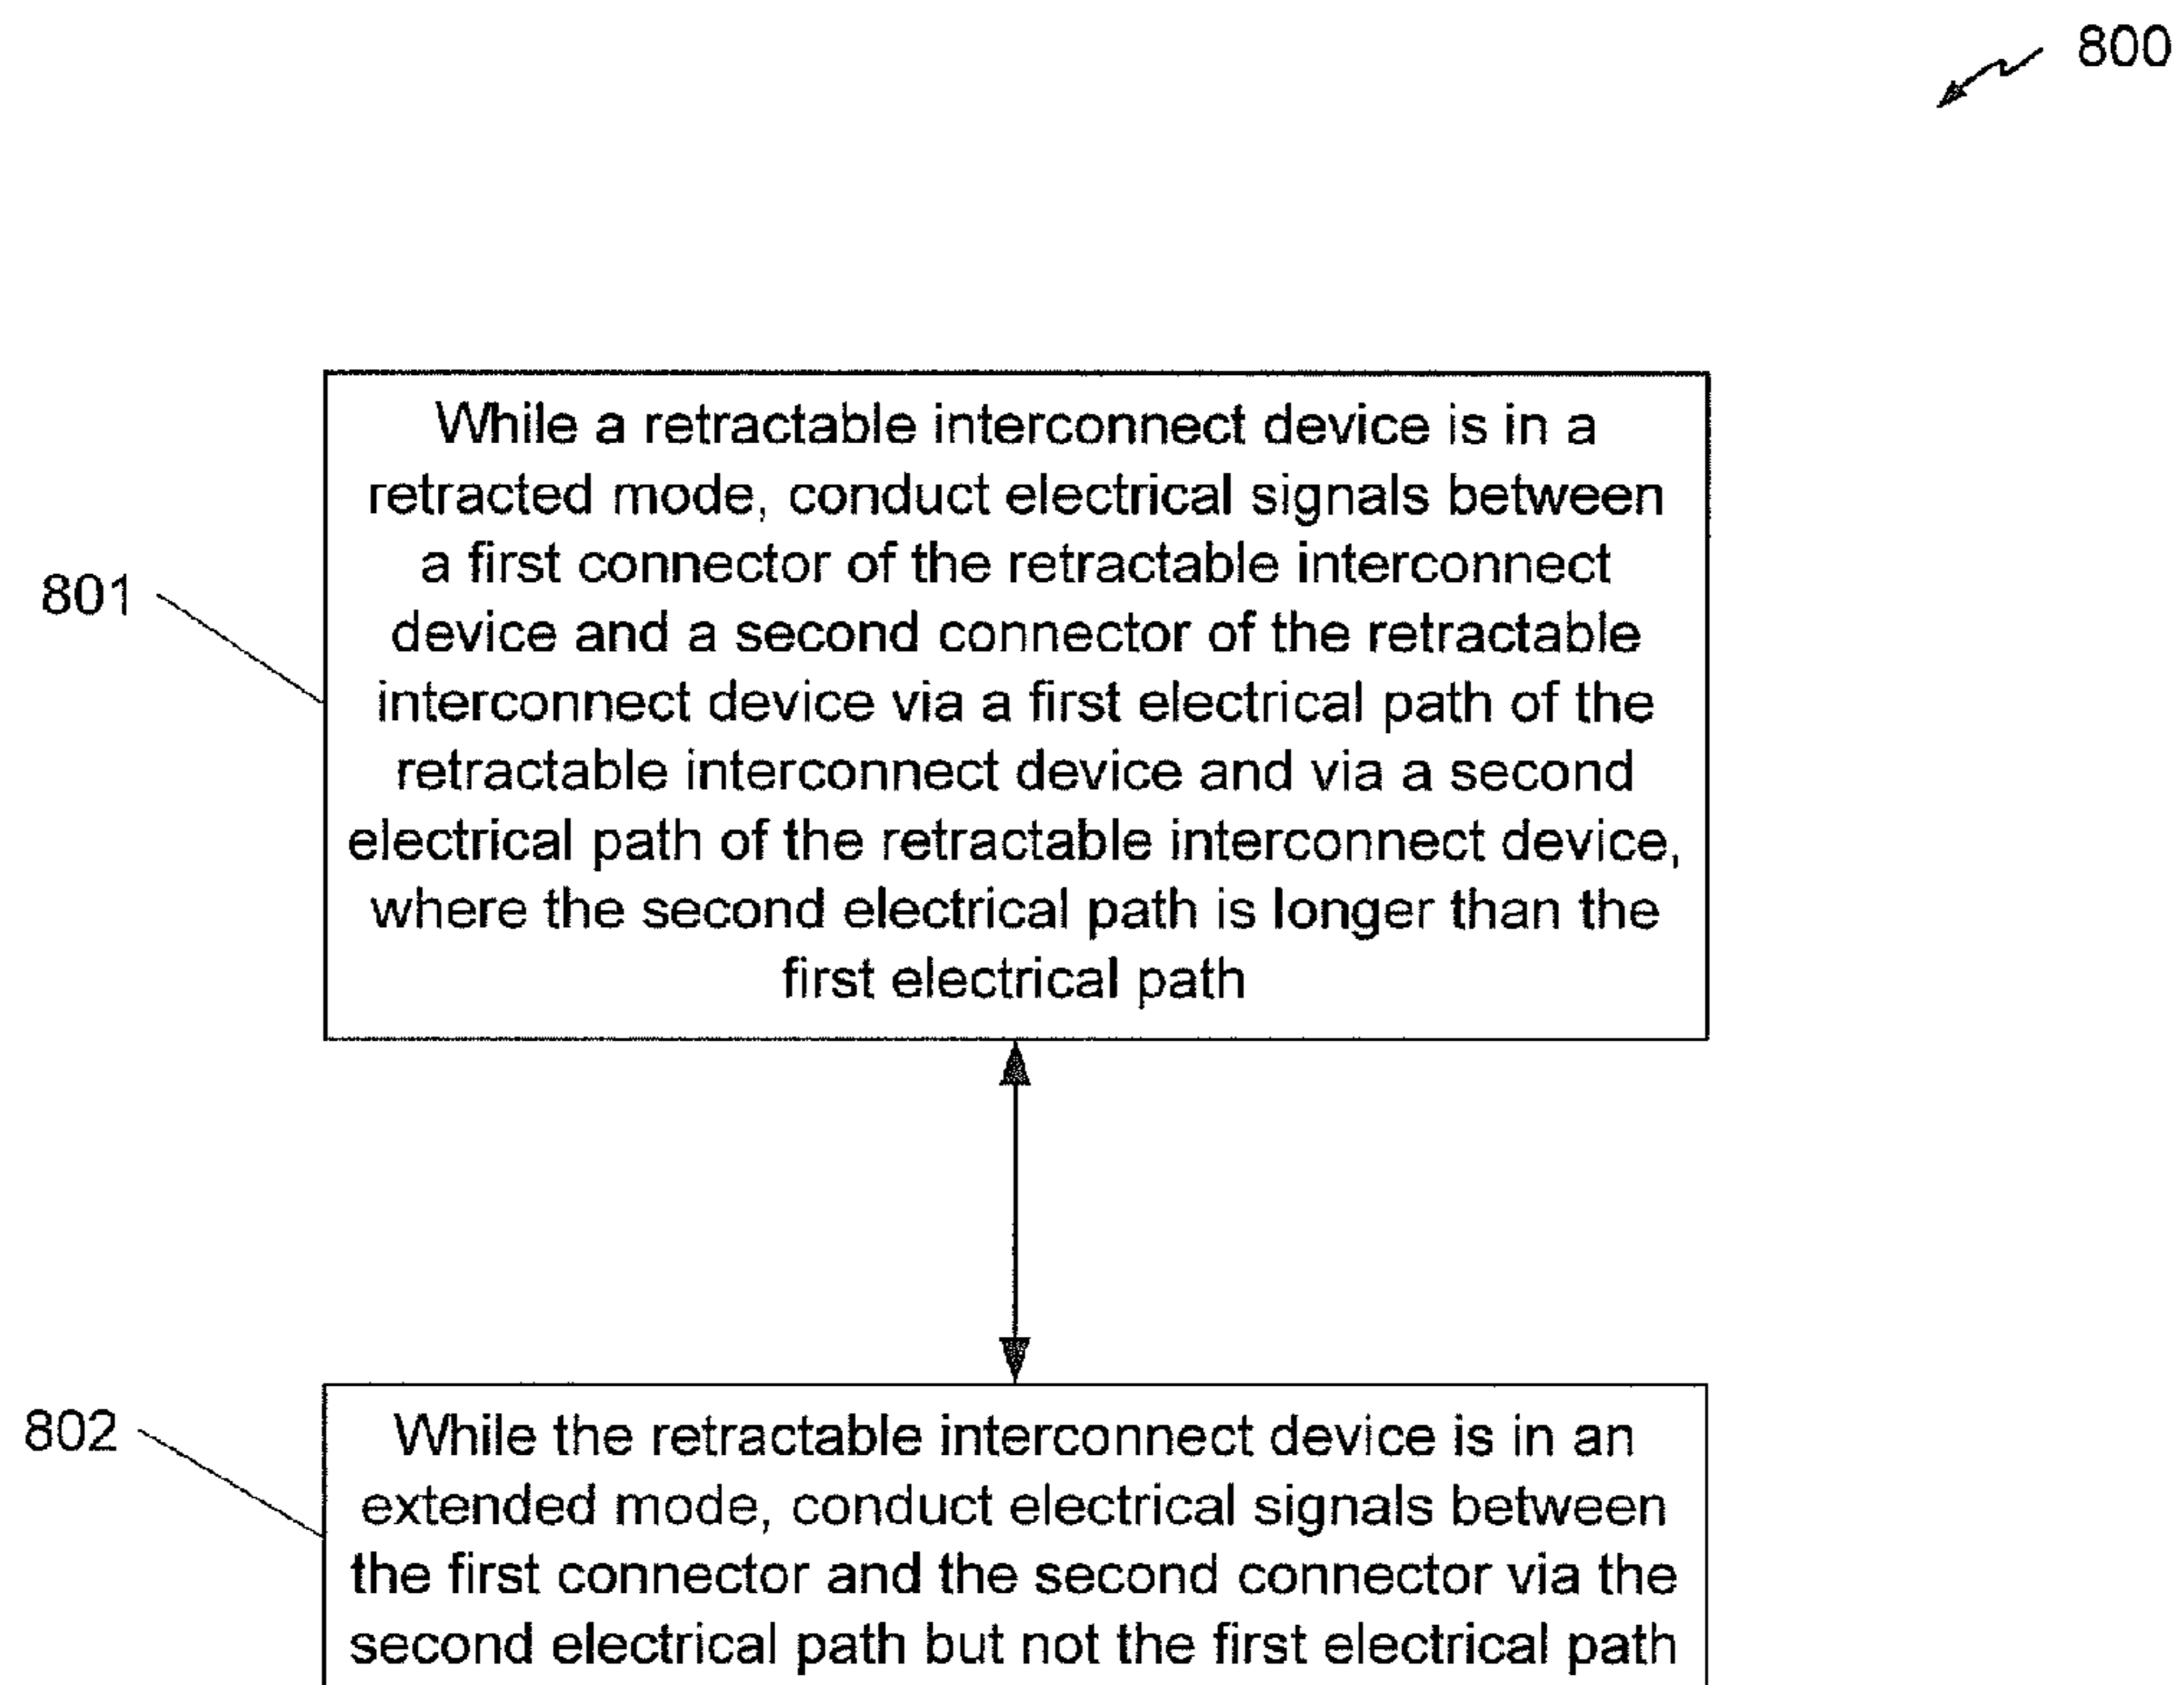 800
While a retractable interconnect device is in a
retracted mode, conduct electrical signals between
a first connector of the retractable interconnect
device and a second connector of the retractable
interconnect device via a first electrical path of the
retractable interconnect device and via a second
electrical path of the retractable interconnect device,
where the second electrical path is longer than the
first electrical path
801
802
While the retractable interconnect device is in an
extended mode, conduct electrical signals between
the first connector and the second connector via the
second electrical path but not the first electrical path